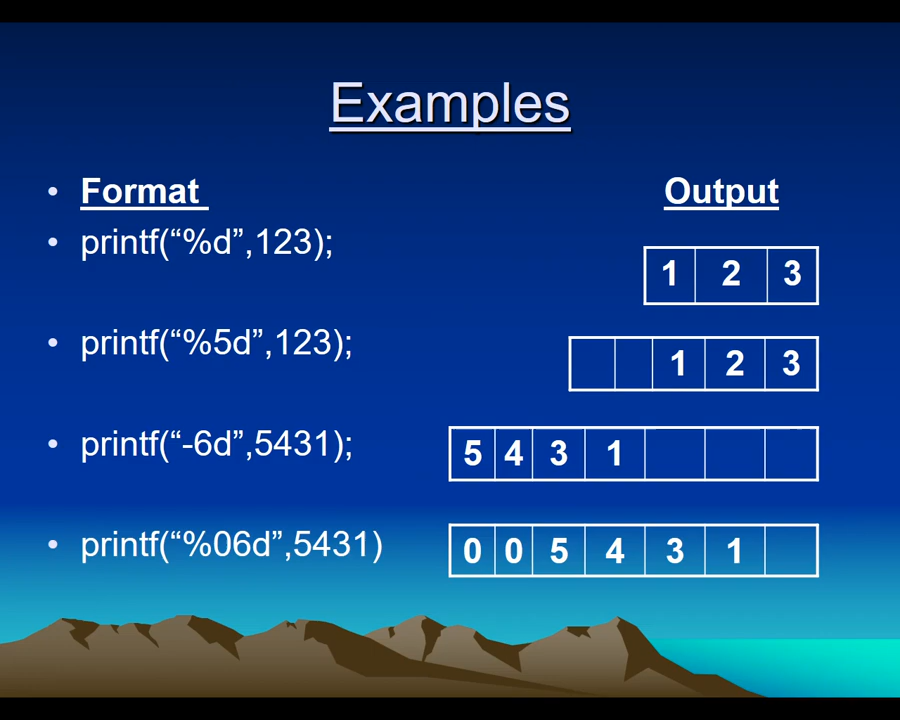 Examples
• Format Output
• printf(“%d”,123);
1 2 3
• printf(“%5d”,123);
1 2 3
• printf(“-6d”,5431);
5 4 3 1
• printf(“%06d”,5431)
0 0 5 4 3 1